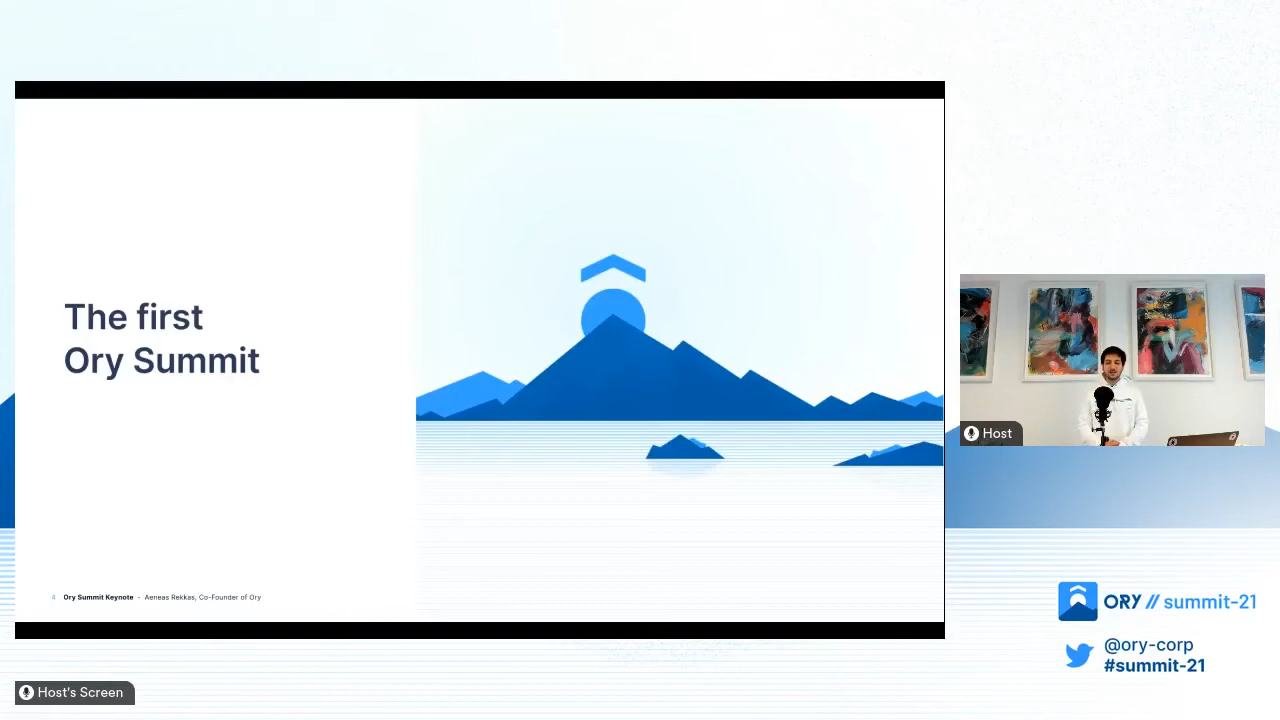 The first
Ory Summit
4 Ory Summit Keynote - Aeneas Rekkas, Co-Founder of Ory
Host
ORY // summit-21
@ory-corp
#summit-21
Host's Screen